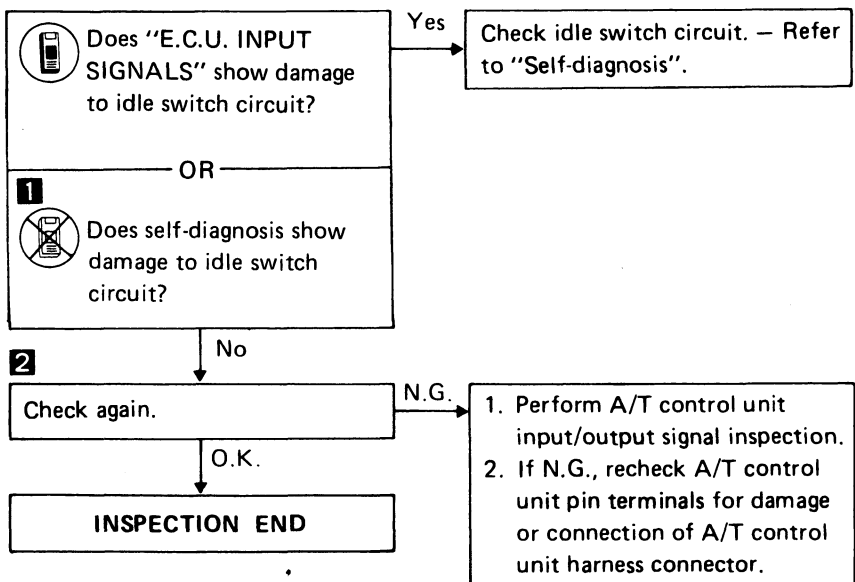 Does "E.C.U. INPUT
SIGNALS" show damage
to idle switch circuit?
Yes
Check idle switch circuit. — Refer
to "Self-diagnosis".
OR
1
Does self-diagnosis show
damage to idle switch
circuit?
No
2
Check again.
N.G.
1. Perform A/T control unit
input/output signal inspection.
2. If N.G., recheck A/T control
unit pin terminals for damage
or connection of A/T control
unit harness connector.
O.K.
INSPECTION END